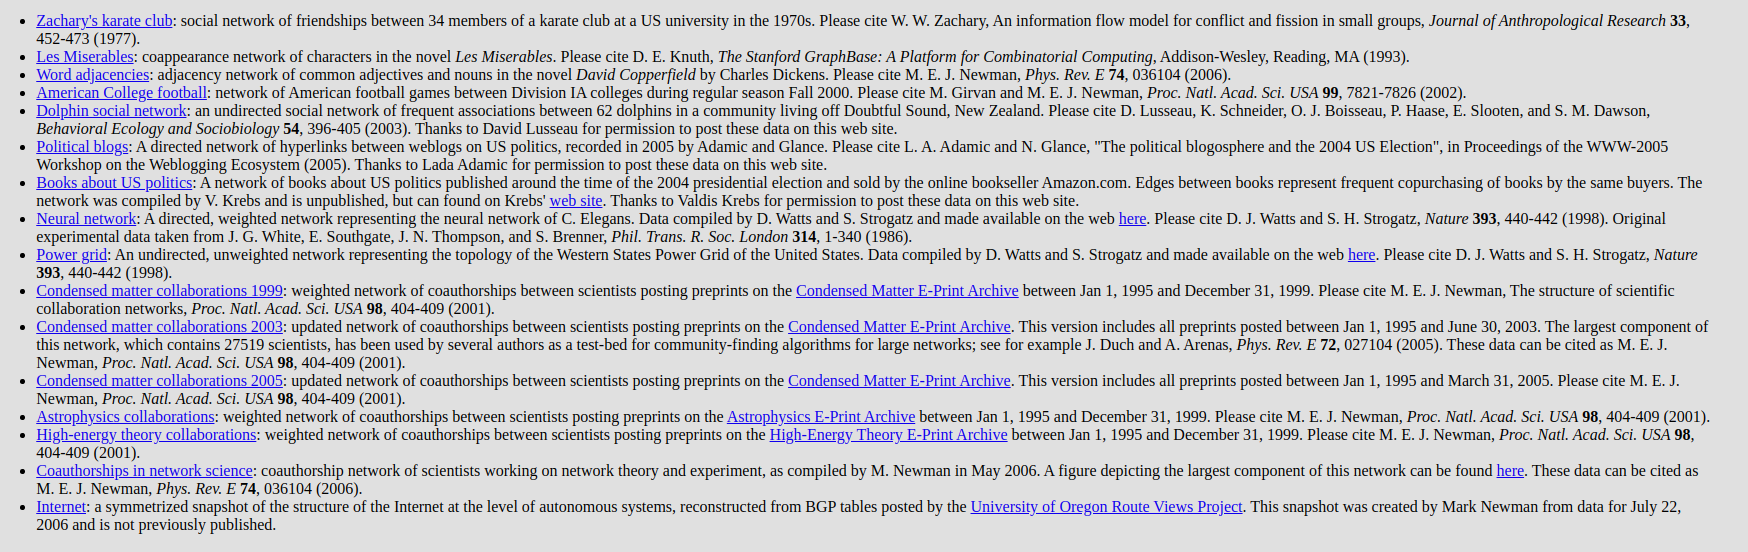 • Zachary's karate club: social network of friendships between 34 members of a karate club at a US university in the 1970s. Please cite W. W. Zachary, An information flow model for conflict and fission in small groups, Journal of Anthropological Research 33,
452-473 (1977).
• Les Miserables: coappearance network of characters in the novel Les Miserables. Please cite D. E. Knuth, The Stanford GraphBase: A Platform for Combinatorial Computing, Addison-Wesley, Reading, MA (1993).
• Word adjacencies: adjacency network of common adjectives and nouns in the novel David Copperfield by Charles Dickens. Please cite M. E. J. Newman, Phys. Rev. E 74, 036104 (2006).
• American College football: network of American football games between Division IA colleges during regular season Fall 2000. Please cite M. Girvan and M. E. J. Newman, Proc. Natl. Acad. Sci. USA 99, 7821-7826 (2002).
• Dolphin social network: an undirected social network of frequent associations between 62 dolphins in a community living off Doubtful Sound, New Zealand. Please cite D. Lusseau, K. Schneider, O. J. Boisseau, P. Haase, E. Slooten, and S. M. Dawson,
Behavioral Ecology and Sociobiology 54, 396-405 (2003). Thanks to David Lusseau for permission to post these data on this web site.
• Political blogs: A directed network of hyperlinks between weblogs on US politics, recorded in 2005 by Adamic and Glance. Please cite L. A. Adamic and N. Glance, "The political blogosphere and the 2004 US Election", in Proceedings of the WWW-2005
Workshop on the Weblogging Ecosystem (2005). Thanks to Lada Adamic for permission to post these data on this web site.
• Books about US politics: A network of books about US politics published around the time of the 2004 presidential election and sold by the online bookseller Amazon.com. Edges between books represent frequent copurchasing of books by the same buyers. The
network was compiled by V. Krebs and is unpublished, but can found on Krebs' web site. Thanks to Valdis Krebs for permission to post these data on this web site.
• Neural network: A directed, weighted network representing the neural network of C. Elegans. Data compiled by D. Watts and S. Strogatz and made available on the web here. Please cite D. J. Watts and S. H. Strogatz, Nature 393, 440-442 (1998). Original
experimental data taken from J. G. White, E. Southgate, J. N. Thompson, and S. Brenner, Phil. Trans. R. Soc. London 314, 1-340 (1986).
• Power grid: An undirected, unweighted network representing the topology of the Western States Power Grid of the United States. Data compiled by D. Watts and S. Strogatz and made available on the web here. Please cite D. J. Watts and S. H. Strogatz, Nature
393, 440-442 (1998).
• Condensed matter collaborations 1999: weighted network of coauthorships between scientists posting preprints on the Condensed Matter E-Print Archive between Jan 1, 1995 and December 31, 1999. Please cite M. E. J. Newman, The structure of scientific
collaboration networks, Proc. Natl. Acad. Sci. USA 98, 404-409 (2001).
• Condensed matter collaborations 2003: updated network of coauthorships between scientists posting preprints on the Condensed Matter E-Print Archive. This version includes all preprints posted between Jan 1, 1995 and June 30, 2003. The largest component of
this network, which contains 27519 scientists, has been used by several authors as a test-bed for community-finding algorithms for large networks; see for example J. Duch and A. Arenas, Phys. Rev. E 72, 027104 (2005). These data can be cited as M. E. J.
Newman, Proc. Natl. Acad. Sci. USA 98, 404-409 (2001).
• Condensed matter collaborations 2005: updated network of coauthorships between scientists posting preprints on the Condensed Matter E-Print Archive. This version includes all preprints posted between Jan 1, 1995 and March 31, 2005. Please cite M. E. J.
Newman, Proc. Natl. Acad. Sci. USA 98, 404-409 (2001).
• Astrophysics collaborations: weighted network of coauthorships between scientists posting preprints on the Astrophysics E-Print Archive between Jan 1, 1995 and December 31, 1999. Please cite M. E. J. Newman, Proc. Natl. Acad. Sci. USA 98, 404-409 (2001).
• High-energy theory collaborations: weighted network of coauthorships between scientists posting preprints on the High-Energy Theory E-Print Archive between Jan 1, 1995 and December 31, 1999. Please cite M. E. J. Newman, Proc. Natl. Acad. Sci. USA 98,
404-409 (2001).
• Coauthorships in network science: coauthorship network of scientists working on network theory and experiment, as compiled by M. Newman in May 2006. A figure depicting the largest component of this network can be found here. These data can be cited as
M. E. J. Newman, Phys. Rev. E 74, 036104 (2006).
• Internet: a symmetrized snapshot of the structure of the Internet at the level of autonomous systems, reconstructed from BGP tables posted by the University of Oregon Route Views Project. This snapshot was created by Mark Newman from data for July 22,
2006 and is not previously published.